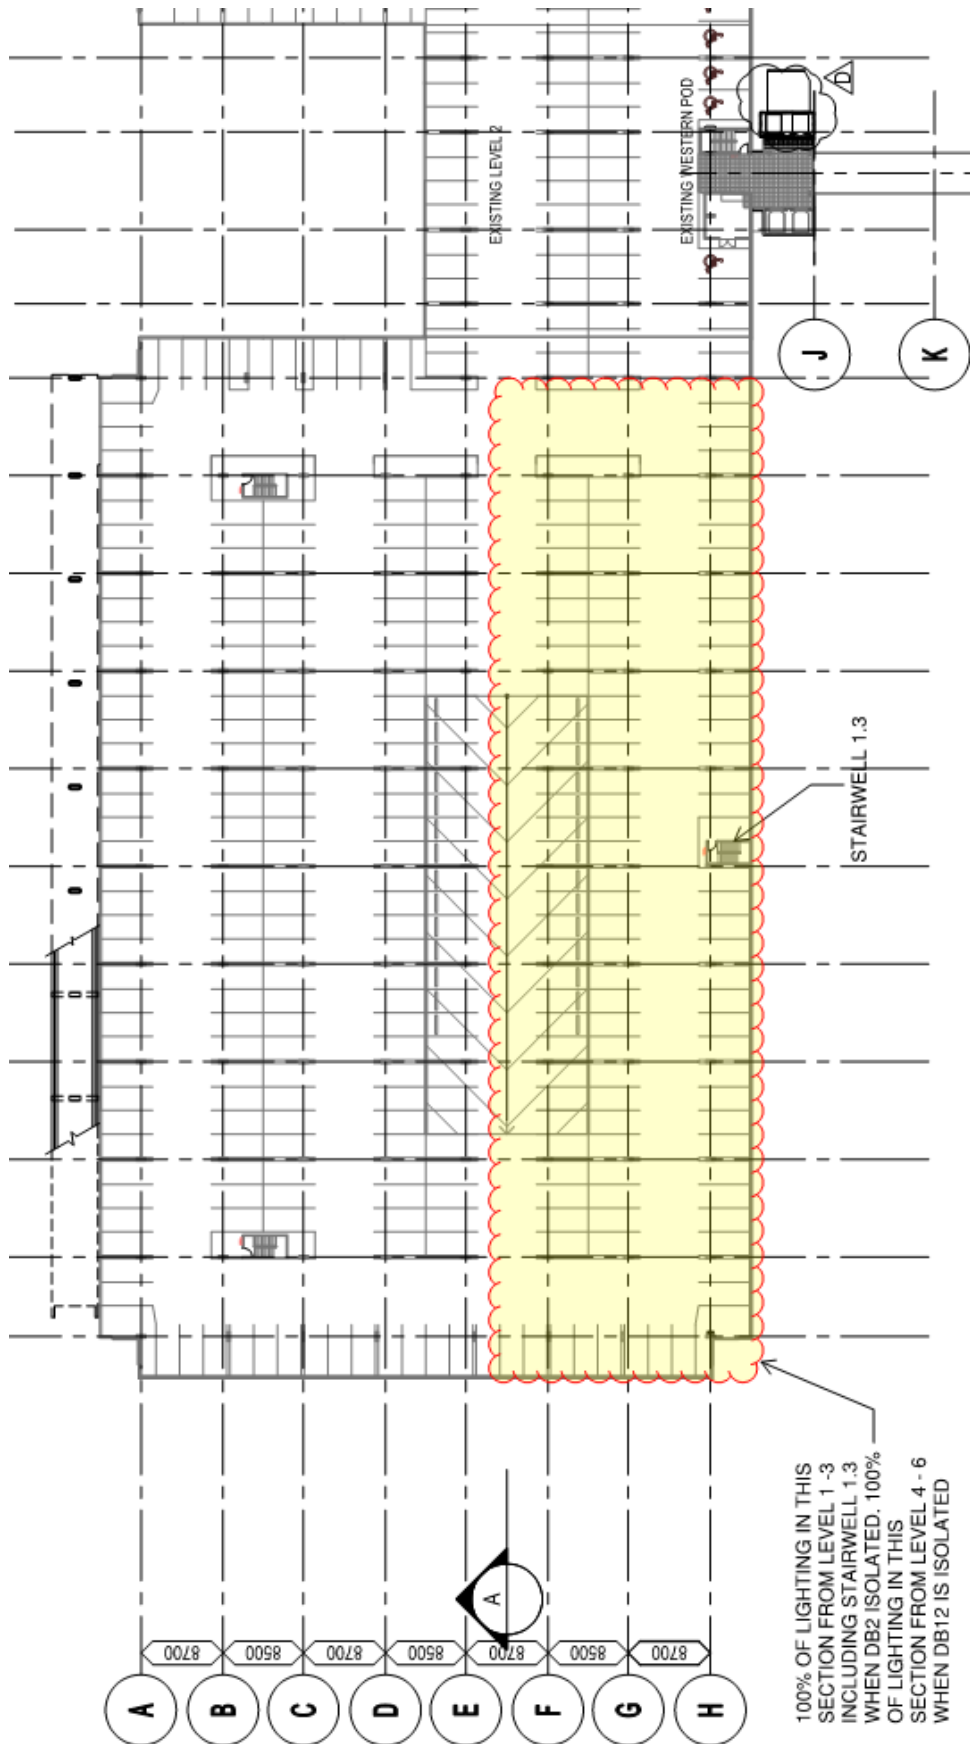 EXISTING LEVEL 2
EXISTING WESTERN POD
D
J
K
STAIRWELL 1.3
100% OF LIGHTING IN THIS
SECTION FROM LEVEL 1 -3
INCLUDING STAIRWELL 1.3
WHEN DB2 ISOLATED. 100%
OF LIGHTING IN THIS
SECTION FROM LEVEL 4 - 6
WHEN DB12 IS ISOLATED
A
8700
8500
8700
8500
8700
8500
8700
A
B
C
D
E
F
G
H